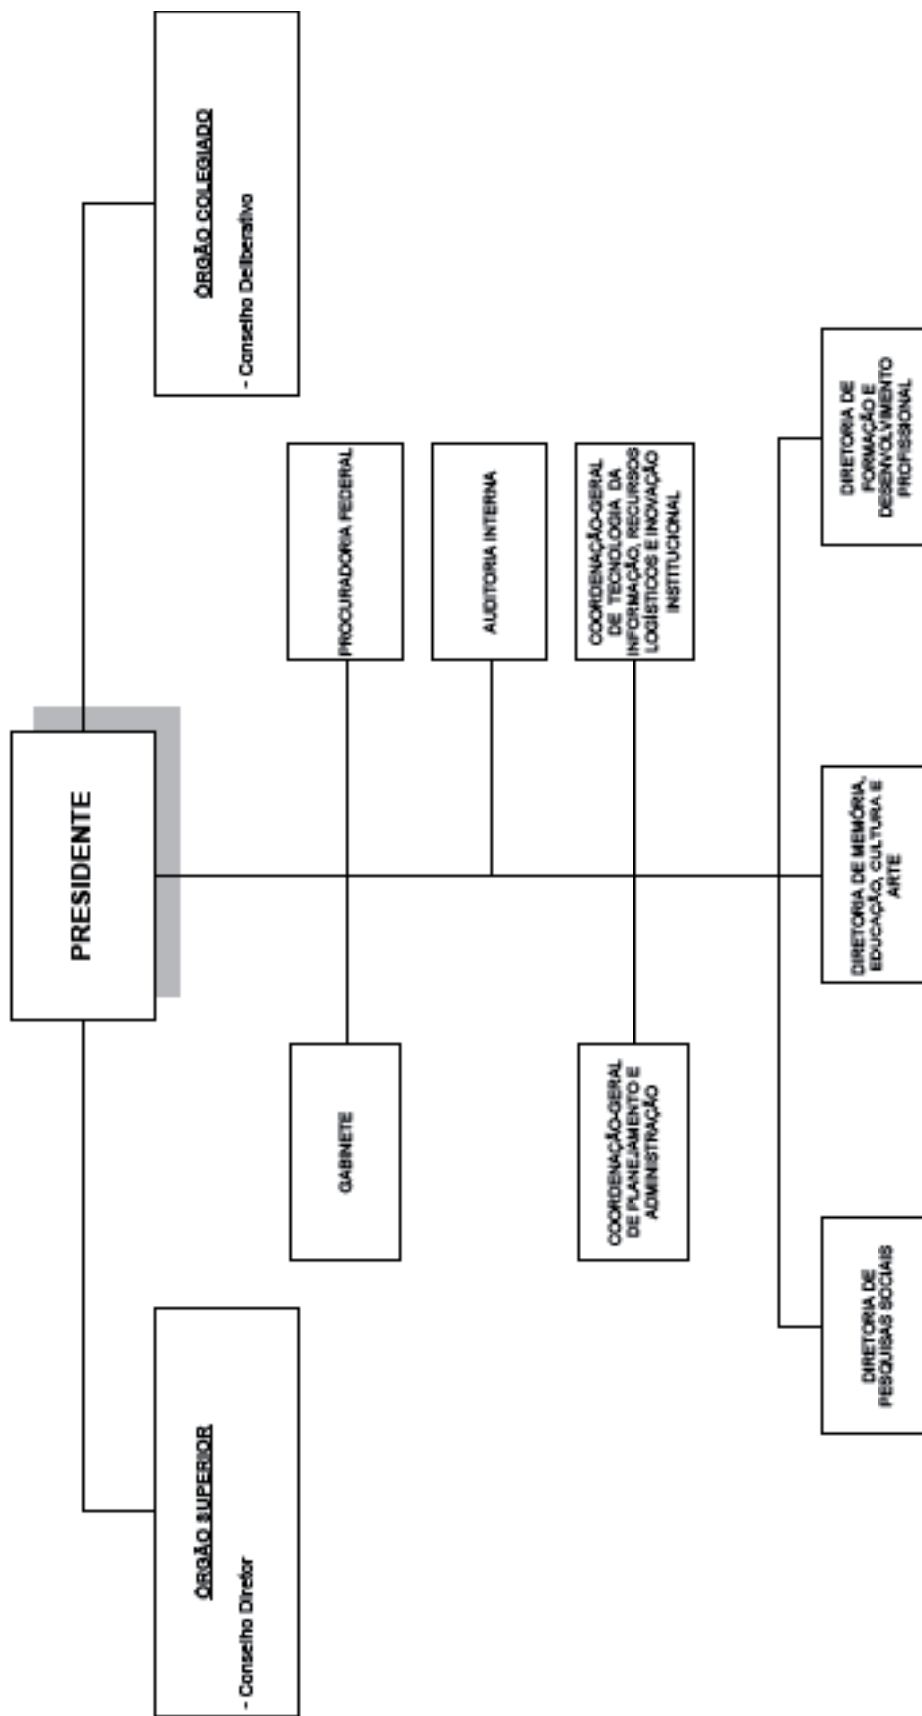 PRESIDENTE
ÓRGÃO SUPERIOR
- Conselho Diretor
ÓRGÃO COLEGIADO
- Conselho Deliberativo
GABINETE
PROCURADORIA FEDERAL
AUDITORIA INTERNA
COORDENAÇÃO-GERAL
DE PLANEJAMENTO E
ADMINISTRAÇÃO
COORDENAÇÃO-GERAL
DE TECNOLOGIA DA
INFORMAÇÃO, RECURSOS
LOGÍSTICOS E INOVAÇÃO
INSTITUCIONAL
DIRETORIA DE
PESQUISAS SOCIAIS
DIRETORIA DE MEMÓRIA,
EDUCAÇÃO, CULTURA E
ARTE
DIRETORIA DE
FORMAÇÃO E
DESENVOLVIMENTO
PROFISSIONAL